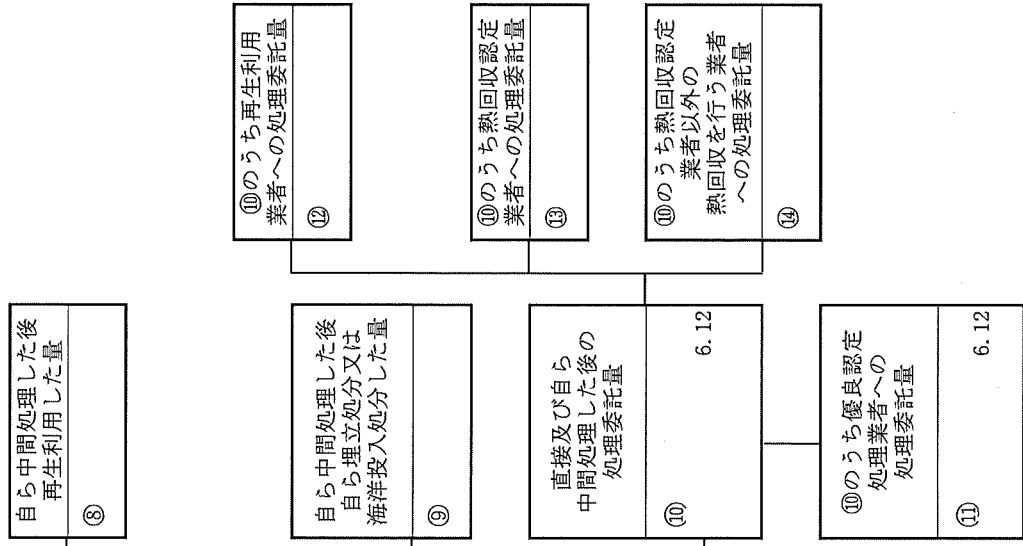 自ら中間処理した後
再生利用した量
⑧
自ら中間処理した後
自ら埋立処分又は
海洋投入処分した量
⑨
直接及び自ら
中間処理した後の
処理委託量
⑩
6.12
⑩のうち優良認定
処理業者への
処理委託量
⑪
6.12
⑩のうち再生利用
業者への処理委託量
⑫
⑩のうち熱回収認定
業者への処理委託量
⑬
⑩のうち熱回収認定
業者以外の
熱回収を行う業者
への処理委託量
⑭